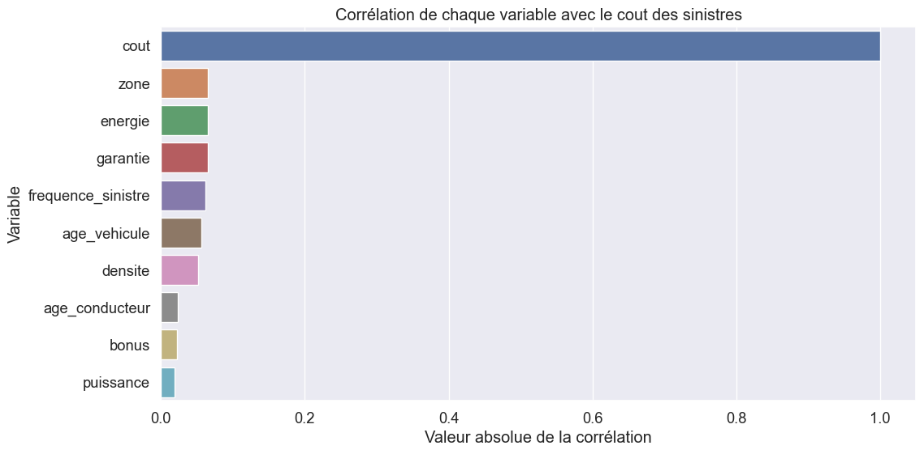 Corrélation de chaque variable avec le cout des sinistres
cout
zone
energie
garantie
frequence_sinistre
age_vehicule
densite
age_conducteur
bonus
puissance
Variable
0.0 0.2 0.4 0.6 0.8 1.0
Valeur absolue de la corrélation